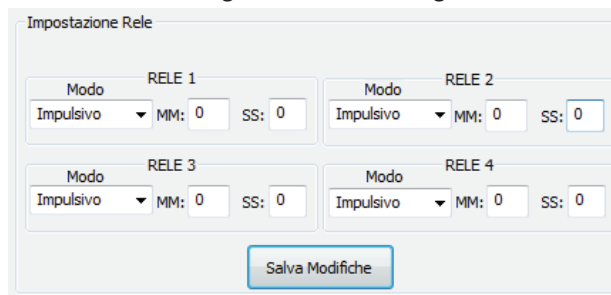 Impostazione Rele
RELE 1
Modo
Impulsivo MM: 0 SS: 0
RELE 2
Modo
Impulsivo MM: 0 SS: 0
RELE 3
Modo
Impulsivo MM: 0 SS: 0
RELE 4
Modo
Impulsivo MM: 0 SS: 0
Salva Modifiche